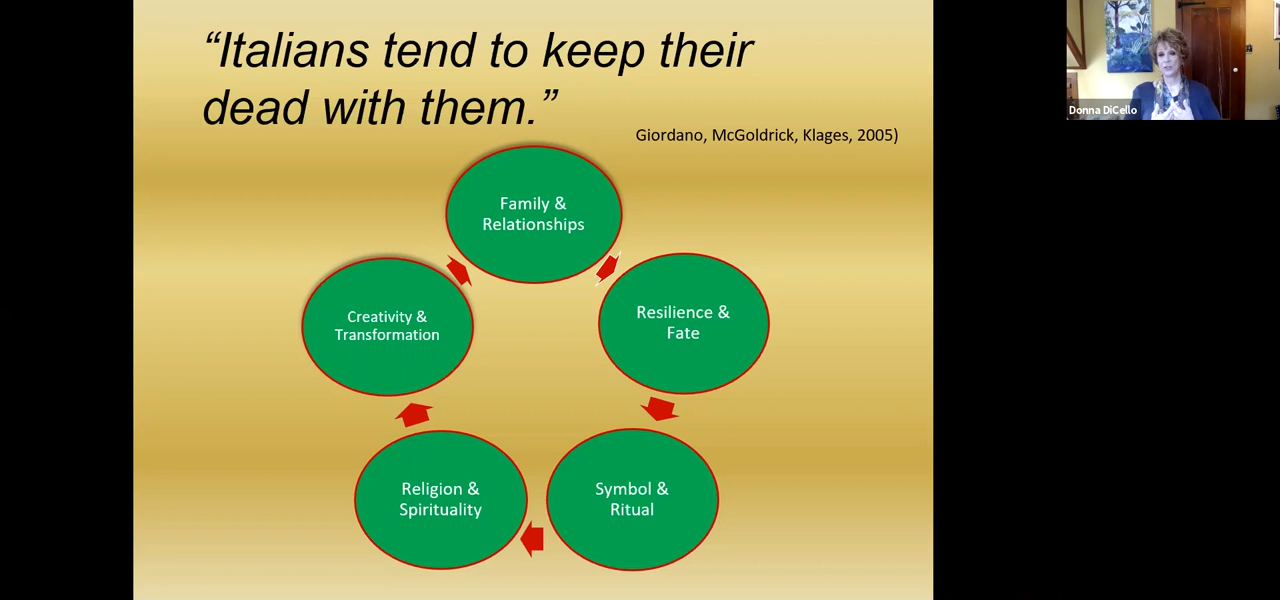 “Italians tend to keep their
dead with them.”
Giordano, McGoldrick, Klages, 2005)
Family &
Relationships
Resilience &
Fate
Symbol &
Ritual
Religion &
Spirituality
Creativity &
Transformation
Donna DiCello